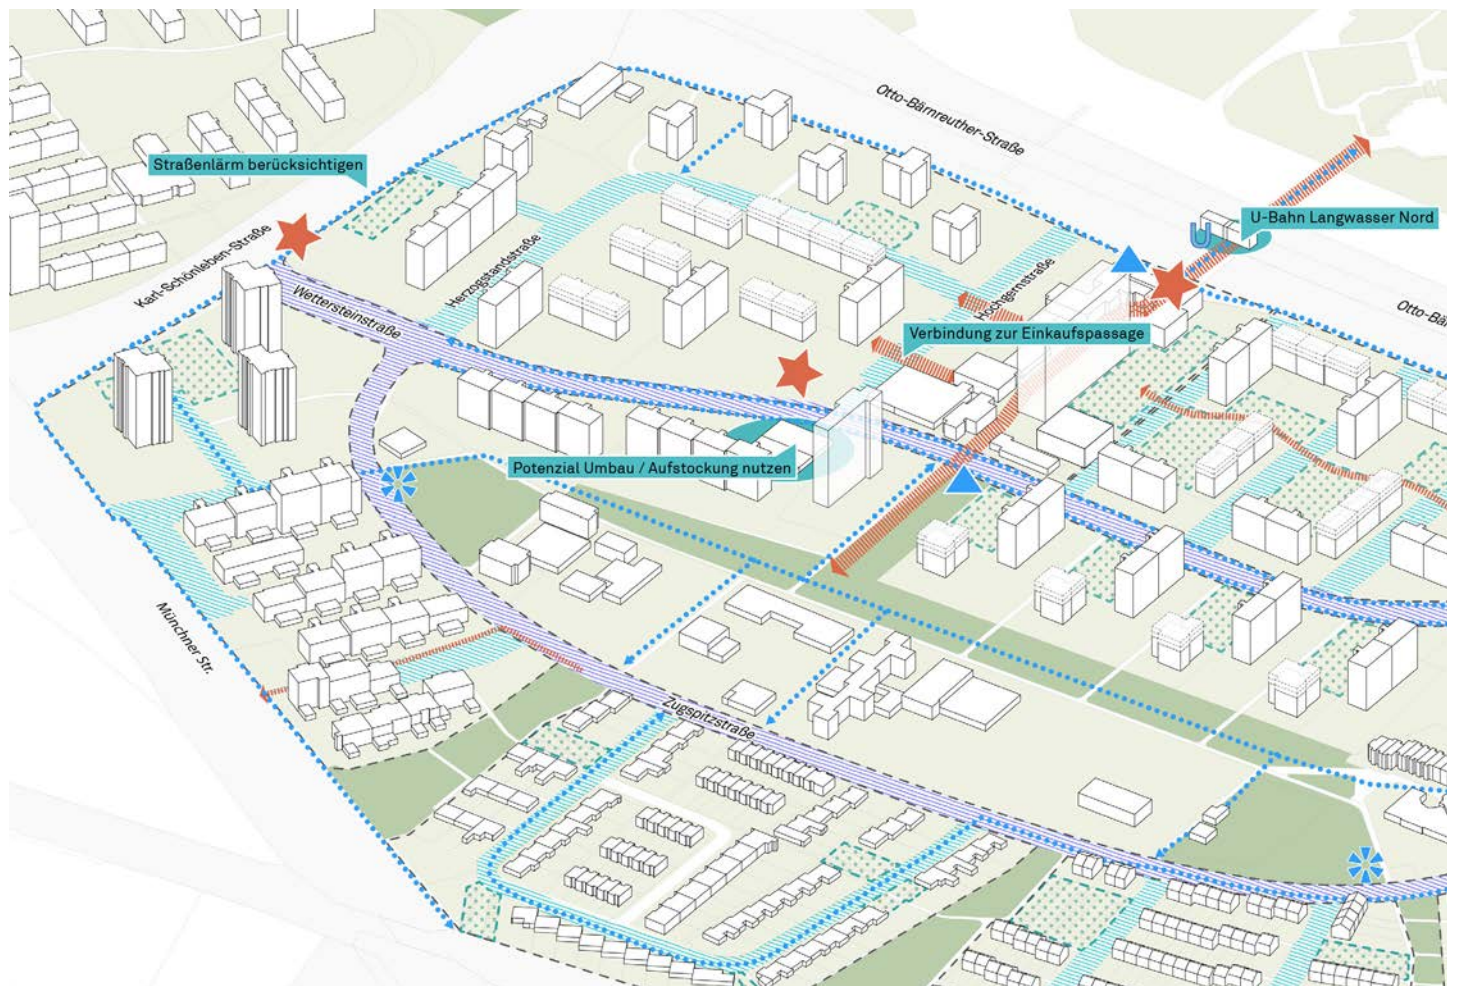 Otto-Bärnreuther-Straße
Straßenlärm berücksichtigen
U-Bahn Langwasser Nord
U
Karl-Schönleben-Straße
Herzogstandstraße
Hochgernstraße
Wettersteinstraße
Otto-Bä
Verbindung zur Einkaufspassage
Potenzial Umbau / Aufstockung nutzen
Münchner Str.
Zugspitzstraße